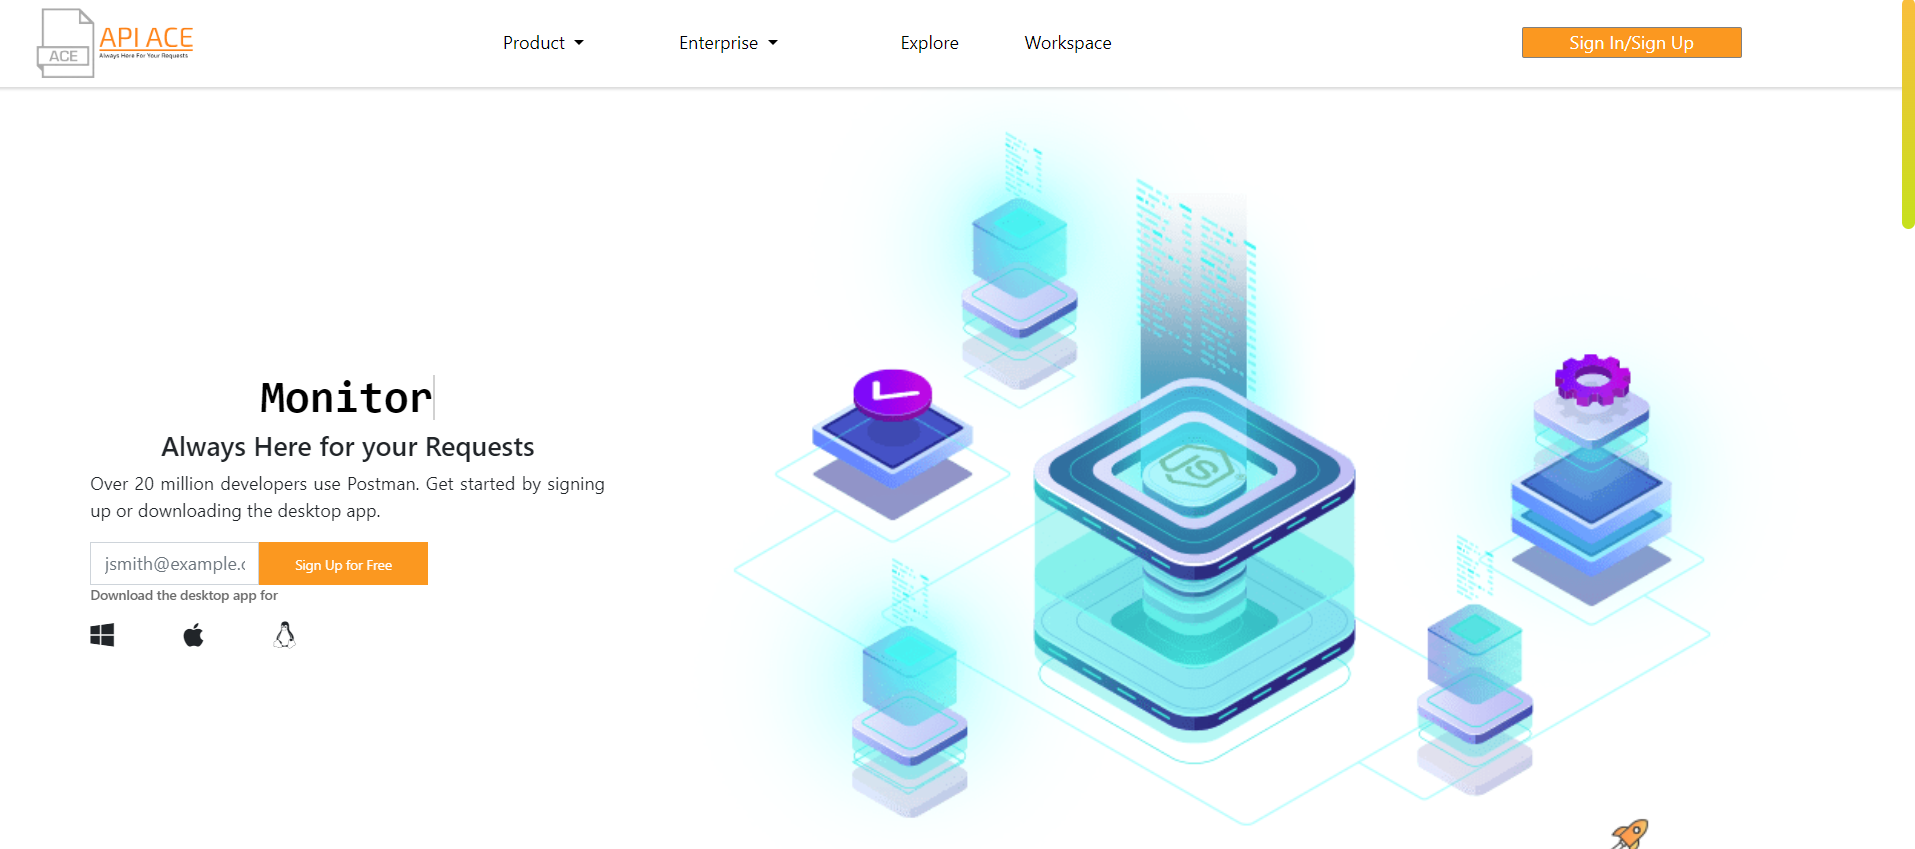 API ACE
ACE
Always Here For Your Requests
Product
Enterprise
Explore
Workspace
Sign In/Sign Up
Monitor
Always Here for your Requests
Over 20 million developers use Postman. Get started by signing
up or downloading the desktop app.
jsmith@example.c
Sign Up for Free
Download the desktop app for
JS